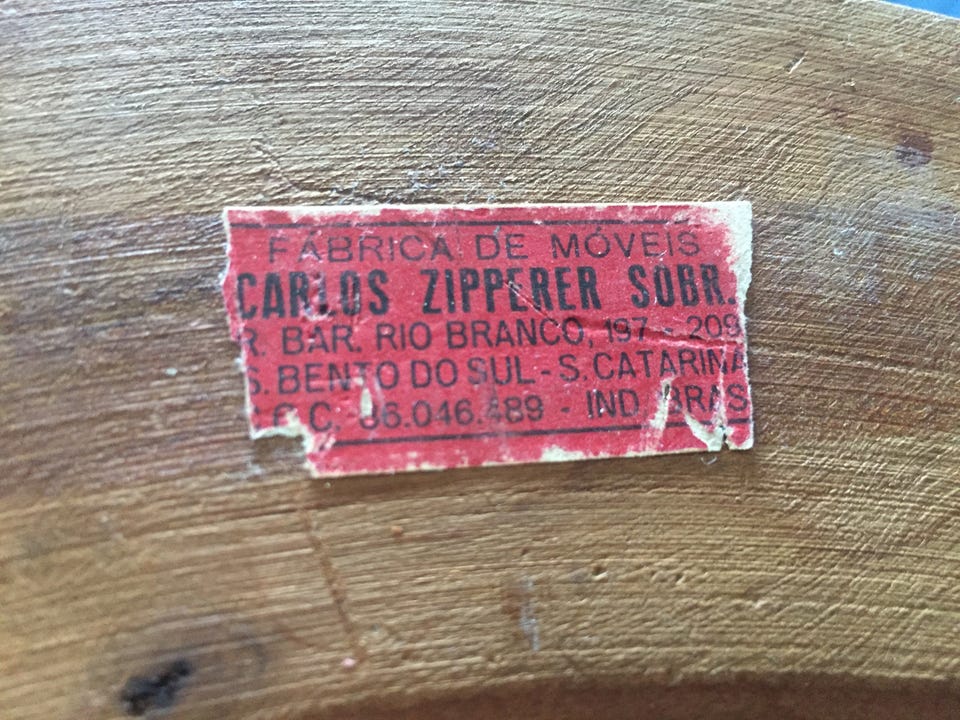 FÁBRICA DE MÓVEIS
CARLOS ZIPPERER SOBR.
R. BAR. RIO BRANCO, 197 - 209
S. BENTO DO SUL - S. CATARINA
C. 86.046.489 - IND. BRAS